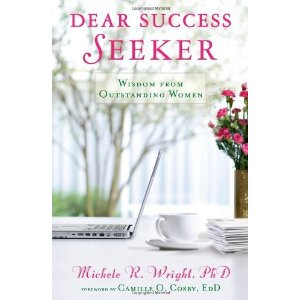 DEAR SUCCESS
SEEKER
WISDOM FROM
OUTSTANDING WOMEN
Michele R. Wright, PhD
FOREWORD BY CAMILLE O. COSBY, EDD